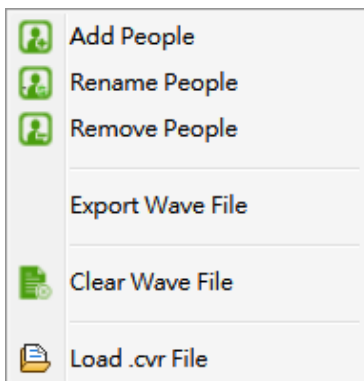 Add People
Rename People
Remove People
Export Wave File
Clear Wave File
Load .cvr File